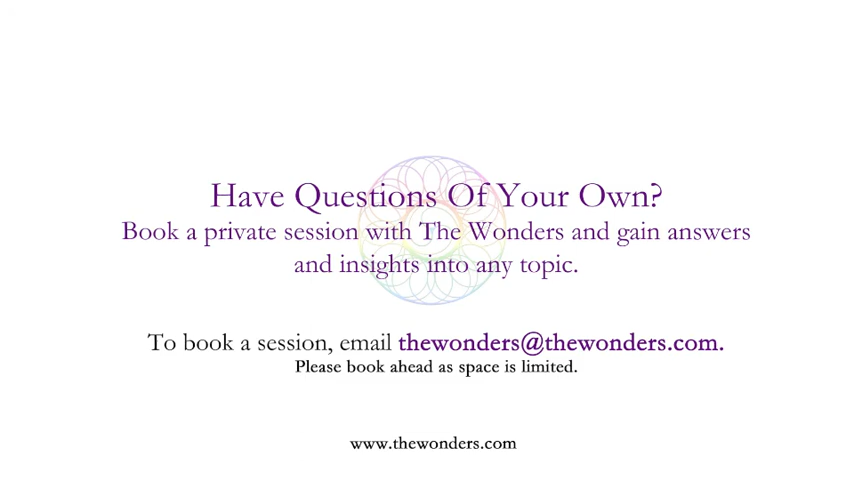 Have Questions Of Your Own?
Book a private session with The Wonders and gain answers
and insights into any topic.
To book a session, email thewonders@thewonders.com.
Please book ahead as space is limited.
www.thewonders.com